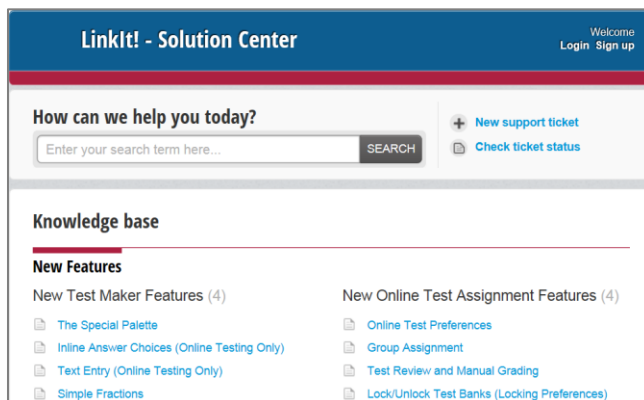 LinkIt! - Solution Center
Welcome
Login Sign up
How can we help you today?
Enter your search term here...
SEARCH
New support ticket
Check ticket status
Knowledge base
New Features
New Test Maker Features (4)
The Special Palette
Inline Answer Choices (Online Testing Only)
Text Entry (Online Testing Only)
Simple Fractions
New Online Test Assignment Features (4)
Online Test Preferences
Group Assignment
Test Review and Manual Grading
Lock/Unlock Test Banks (Locking Preferences)